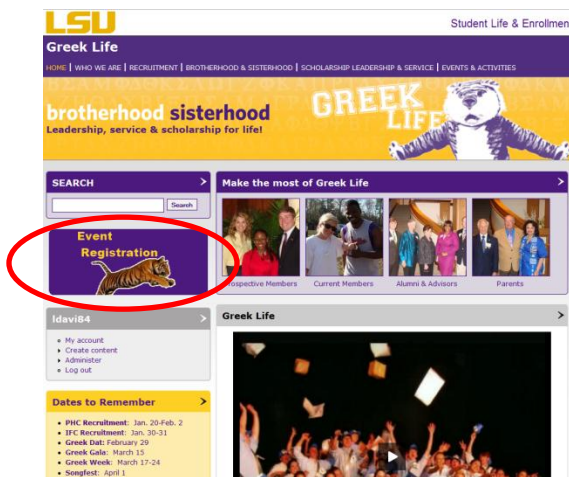 LSU
Student Life & Enrollmen
Greek Life
HOME | WHO WE ARE | RECRUITMENT | BROTHERHOOD & SISTERHOOD | SCHOLARSHIP LEADERSHIP & SERVICE | EVENTS & ACTIVITIES
brotherhood sisterhood
Leadership, service & scholarship for life!
GREEK
LIFE
SEARCH
Search
Event
Registration
ldavi84
My account
Create content
Administer
Log out
Dates to Remember
PHC Recruitment: Jan. 20-Feb. 2
IFC Recruitment: Jan. 30-31
Greek Dat: February 29
Greek Gala: March 15
Greek Week: March 17-24
Songfest: April 1
Make the most of Greek Life
Prospective Members
Current Members
Alumni & Advisors
Parents
Greek Life